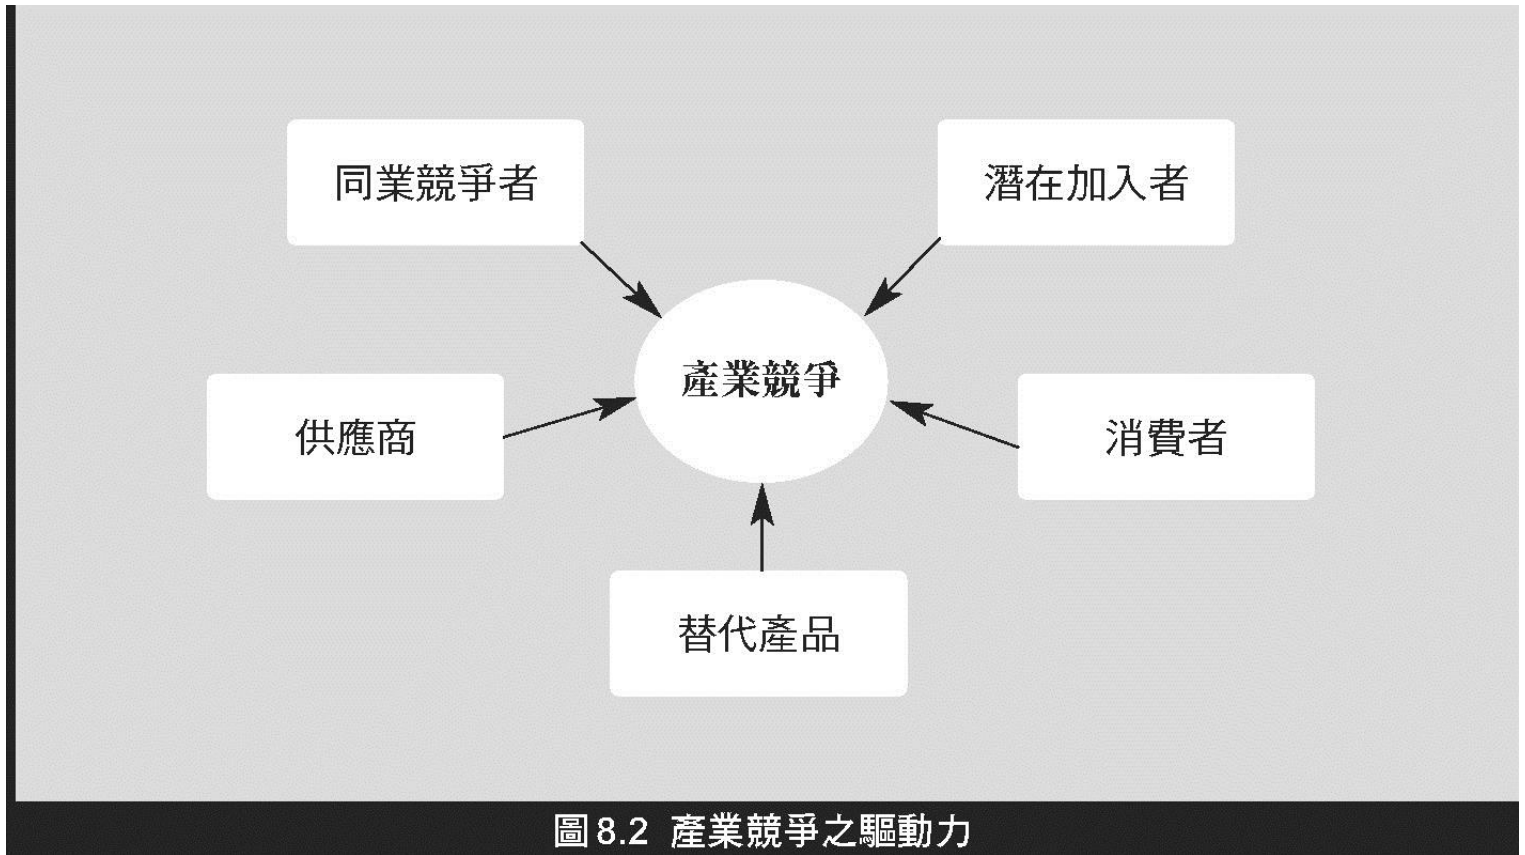 同業競爭者
潛在加入者
產業競爭
供應商
消費者
替代產品
圖8.2 產業競爭之驅動力